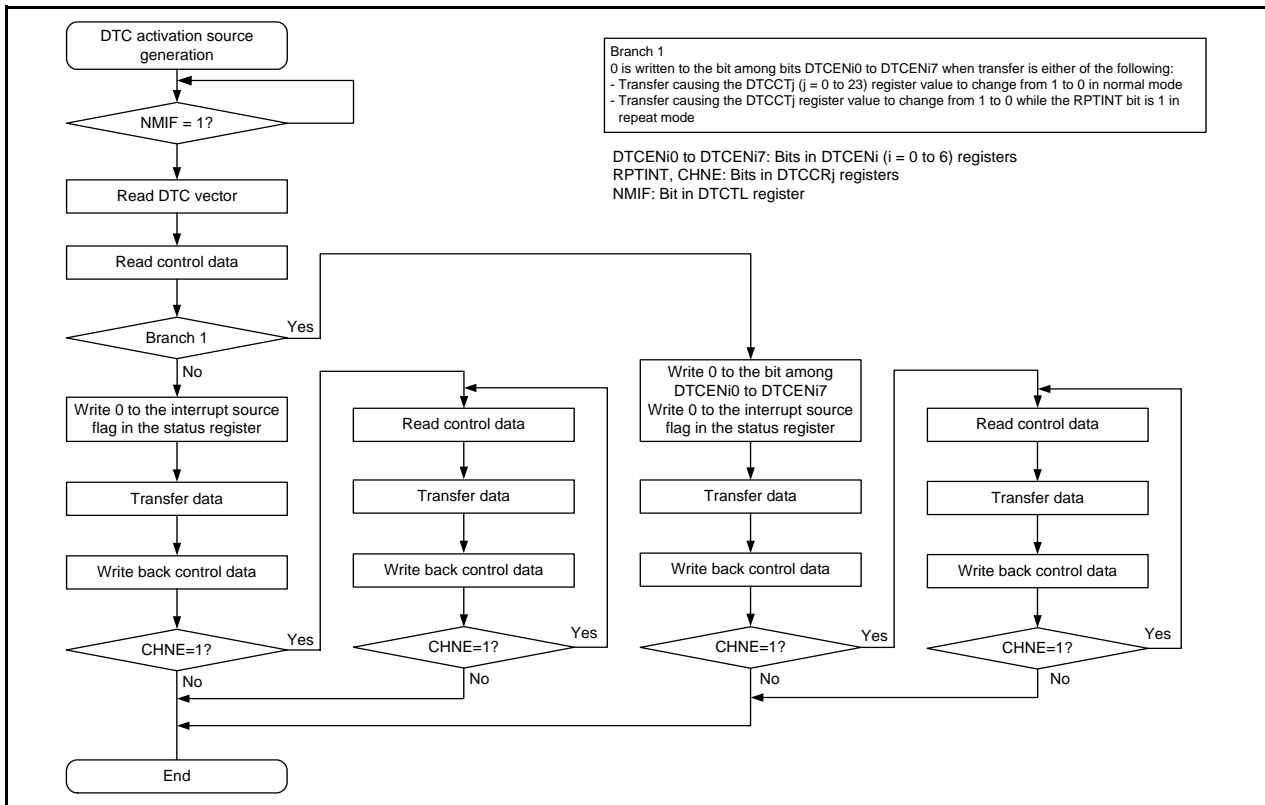 DTC activation source
generation
NMIF = 1?
Read DTC vector
Read control data
Branch 1
Yes
No
Write 0 to the interrupt source
flag in the status register
Transfer data
Write back control data
CHNE=1?
Yes
No
Read control data
Transfer data
Write back control data
CHNE=1?
Yes
No
Write 0 to the bit among
DTCENi0 to DTCENi7
Write 0 to the interrupt source
flag in the status register
Transfer data
Write back control data
CHNE=1?
Yes
No
Read control data
Transfer data
Write back control data
CHNE=1?
Yes
No
End
Branch 1
0 is written to the bit among bits DTCENi0 to DTCENi7 when transfer is either of the following:
- Transfer causing the DTCCTj (j = 0 to 23) register value to change from 1 to 0 in normal mode
- Transfer causing the DTCCTj register value to change from 1 to 0 while the RPTINT bit is 1 in
repeat mode
DTCENi0 to DTCENi7: Bits in DTCENi (i = 0 to 6) registers
RPTINT, CHNE: Bits in DTCCRj registers
NMIF: Bit in DTCTL register